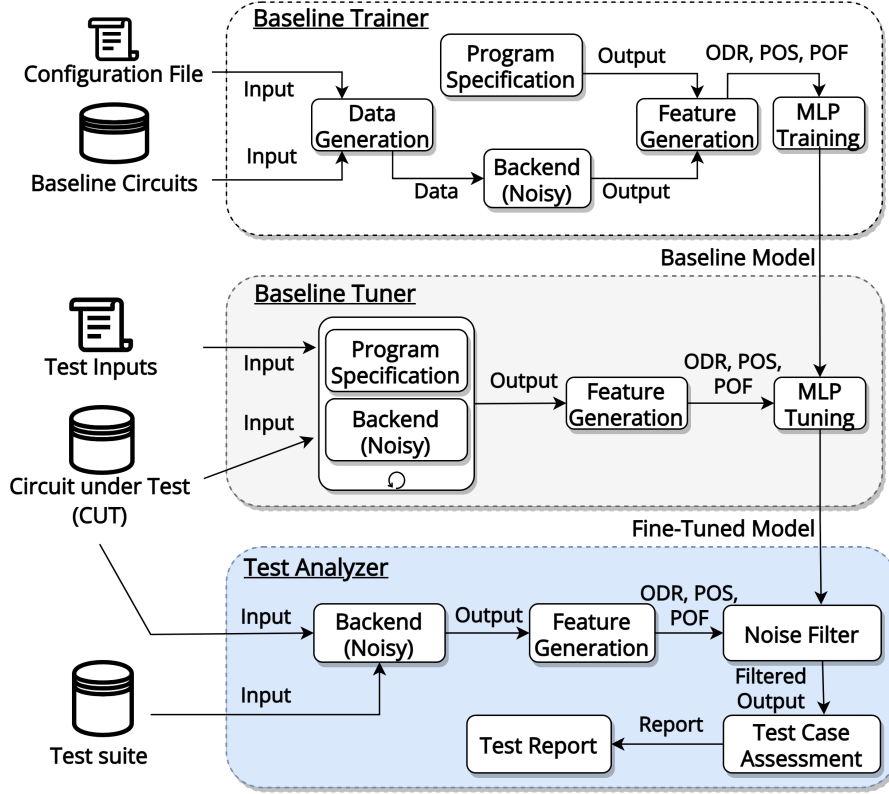 Baseline Trainer
Configuration File
Input
Program
Specification
Output
ODR, POS, POF
Data
Generation
Feature
Generation
MLP
Training
Baseline Circuits
Input
Data
Backend
(Noisy)
Output
Baseline Model
Baseline Tuner
Test Inputs
Input
Program
Specification
Output
ODR, POS,
POF
Feature
Generation
MLP
Tuning
Input
Backend
(Noisy)
Circuit under Test
(CUT)
Fine-Tuned Model
Test Analyzer
Input
Backend
(Noisy)
Output
Feature
Generation
ODR, POS,
POF
Noise Filter
Input
Filtered
Output
Test suite
Test Report
Report
Test Case
Assessment